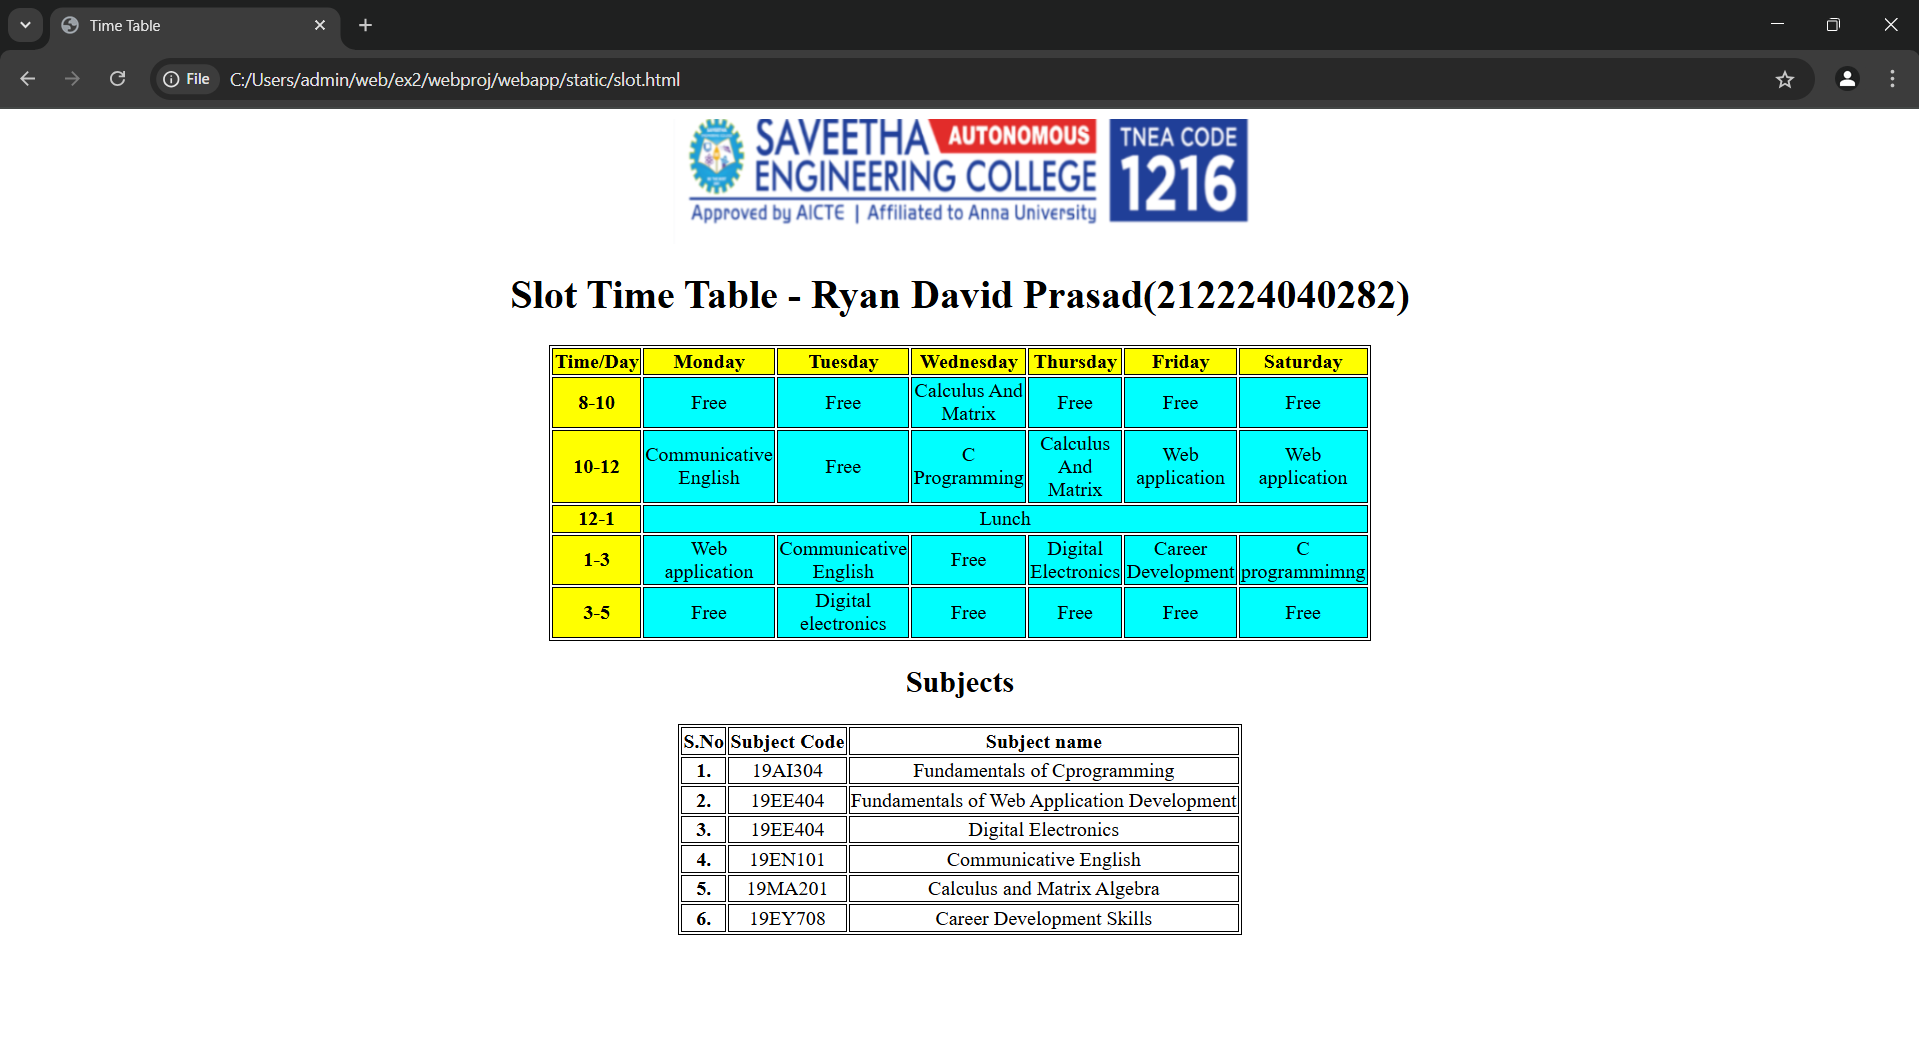 Time Table
File C:/Users/admin/web/ex2/webproj/webapp/static/slot.html
SAVEETHA AUTONOMOUS
ENGINEERING COLLEGE
Approved by AICTE | Affiliated to Anna University
TNEA CODE
1216
Slot Time Table - Ryan David Prasad(212224040282)
Time/Day Monday Tuesday Wednesday Thursday Friday Saturday
8-10 Free Free Calculus And Matrix Free Free Free
10-12 Communicative English Free C Programming Calculus And Matrix Web application Web application
12-1 Lunch
1-3 Web application Communicative English Free Digital Electronics Career Development C programmimng
3-5 Free Digital electronics Free Free Free Free
Subjects
S.No Subject Code Subject name
1. 19AI304 Fundamentals of Cprogramming
2. 19EE404 Fundamentals of Web Application Development
3. 19EE404 Digital Electronics
4. 19EN101 Communicative English
5. 19MA201 Calculus and Matrix Algebra
6. 19EY708 Career Development Skills